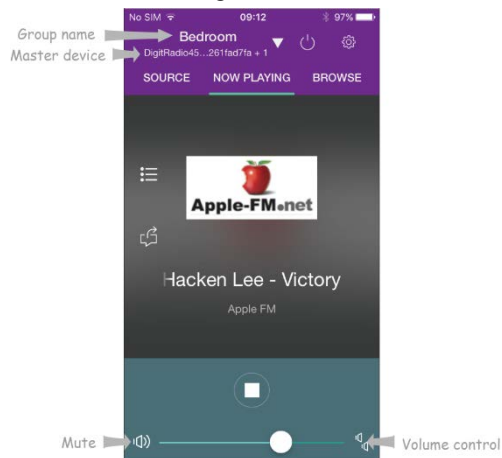 No SIM 09:12 97%
Group name
Bedroom
Master device
DigitRadio45...261fad7fa + 1
SOURCE NOW PLAYING BROWSE
Apple-FM.net
Hacken Lee - Victory
Apple FM
Mute
Volume control